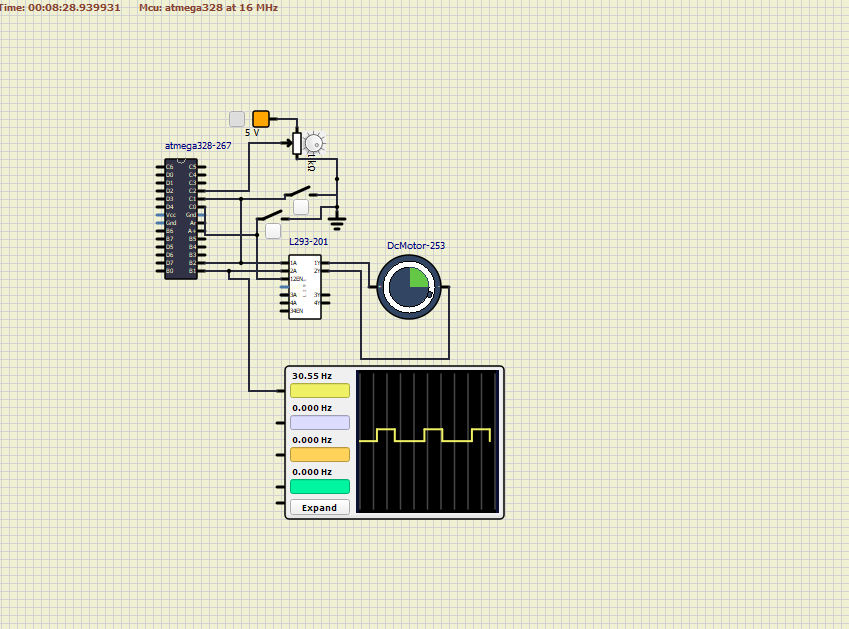 Time: 00:08:28.939931 Mcu: atmega328 at 16 MHz
5 V
atmega328-267
1kΩ
C6 C5
D0 C4
D1 C3
D2 C2
D3 C1
D4 C0
Vcc Gnd
Gnd Ar
B6 A+
B7 B5
D5 B4
D6 B3
D7 B2
B0 B1
L293-201
DcMotor-253
1A 1Y
2A 2Y
12EN
3A 3Y
4A 4Y
34EN
30.55 Hz
0.000 Hz
0.000 Hz
0.000 Hz
Expand